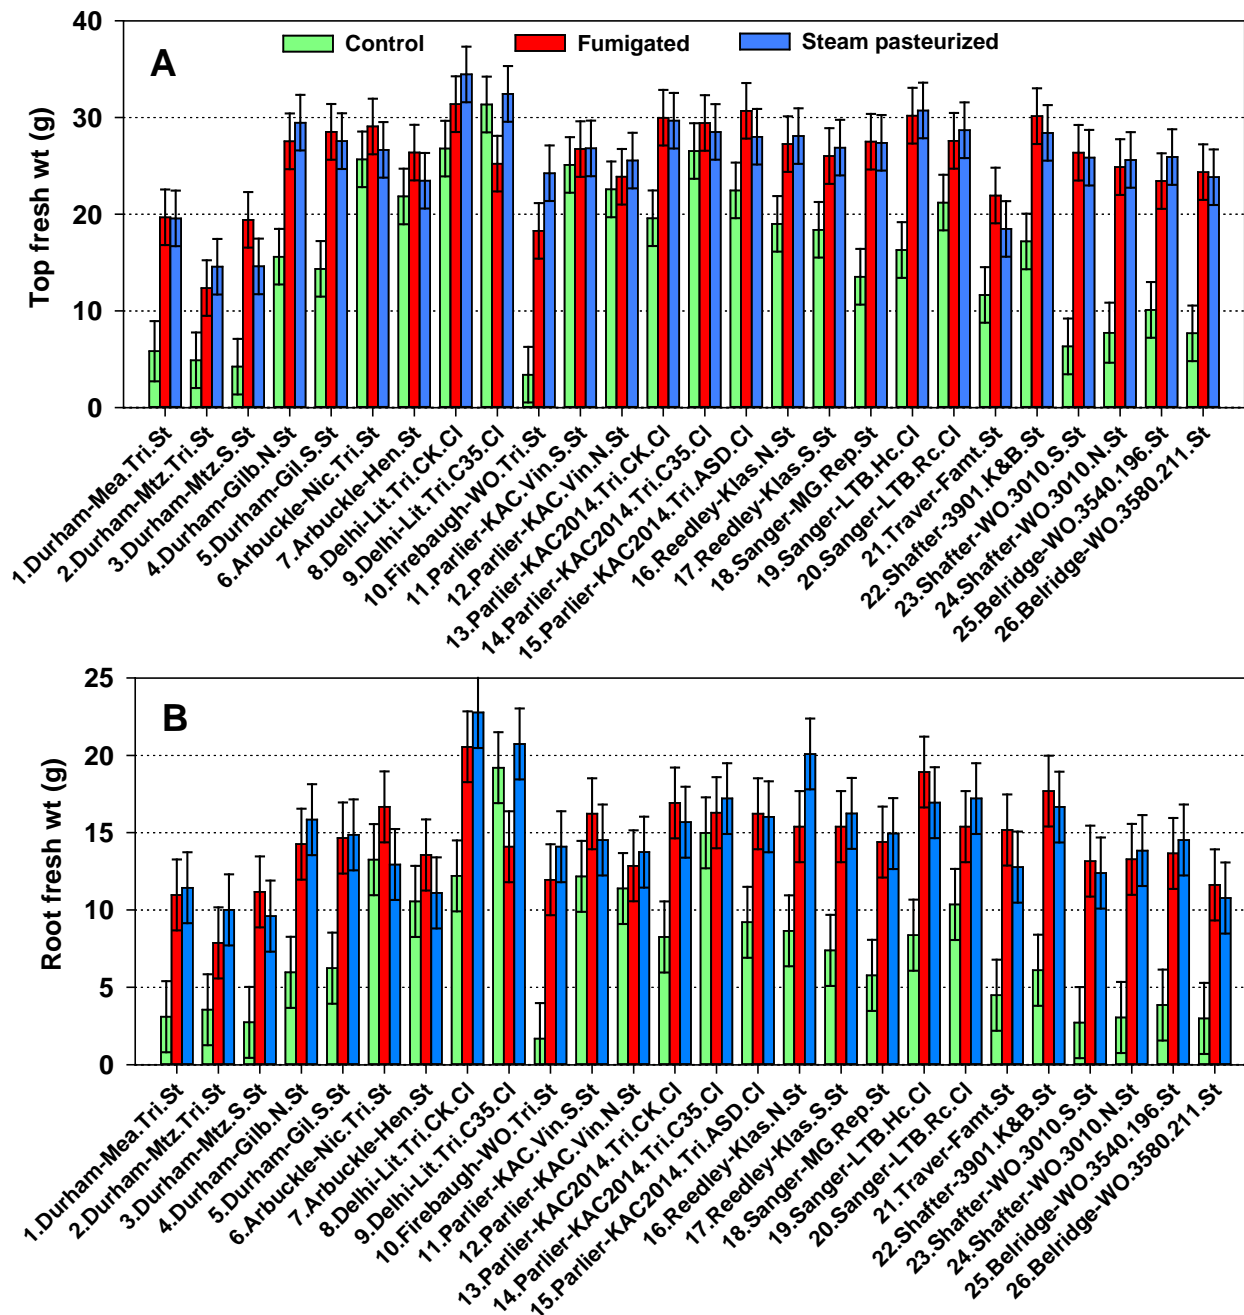 40
30
20
10
0
Top fresh wt (g)
A
Control
Fumigated
Steam pasteurized
1.Durham-Mea.Tri.St
2.Durham-Mtz.Tri.St
3.Durham-Mtz.S.St
4.Durham-Gilb.N.St
5.Durham-Gil.S.St
6.Arbuckle-Nic.Tri.St
7.Arbuckle-Hen.St
8.Delhi-Lit.Tri.CK.Cl
9.Delhi-Lit.Tri.C35.Cl
10.Firebaugh-WO.Tri.St
11.Parlier-KAC.Vin.S.St
12.Parlier-KAC.Vin.N.St
13.Parlier-KAC2014.Tri.CK.Cl
14.Parlier-KAC2014.Tri.C35.Cl
15.Parlier-KAC2014.Tri.ASD.Cl
16.Reedley-Klas.N.St
17.Reedley-Klas.S.St
18.Sanger-MG.Rep.St
19.Sanger-LTB.Hc.Cl
20.Sanger-LTB.Rc.Cl
21.Traver-Famt.St
22.Shafter-3901.K&B.St
23.Shafter-WO.3010.S.St
24.Shafter-WO.3010.N.St
25.Belridge-WO.3540.196.St
26.Belridge-WO.3580.211.St
25
20
15
10
5
0
Root fresh wt (g)
B
1.Durham-Mea.Tri.St
2.Durham-Mtz.Tri.St
3.Durham-Mtz.S.St
4.Durham-Gilb.N.St
5.Durham-Gil.S.St
6.Arbuckle-Nic.Tri.St
7.Arbuckle-Hen.St
8.Delhi-Lit.Tri.CK.Cl
9.Delhi-Lit.Tri.C35.Cl
10.Firebaugh-WO.Tri.St
11.Parlier-KAC.Vin.S.St
12.Parlier-KAC.Vin.N.St
13.Parlier-KAC2014.Tri.CK.Cl
14.Parlier-KAC2014.Tri.C35.Cl
15.Parlier-KAC2014.Tri.ASD.Cl
16.Reedley-Klas.N.St
17.Reedley-Klas.S.St
18.Sanger-MG.Rep.St
19.Sanger-LTB.Hc.Cl
20.Sanger-LTB.Rc.Cl
21.Traver-Famt.St
22.Shafter-3901.K&B.St
23.Shafter-WO.3010.S.St
24.Shafter-WO.3010.N.St
25.Belridge-WO.3540.196.St
26.Belridge-WO.3580.211.St